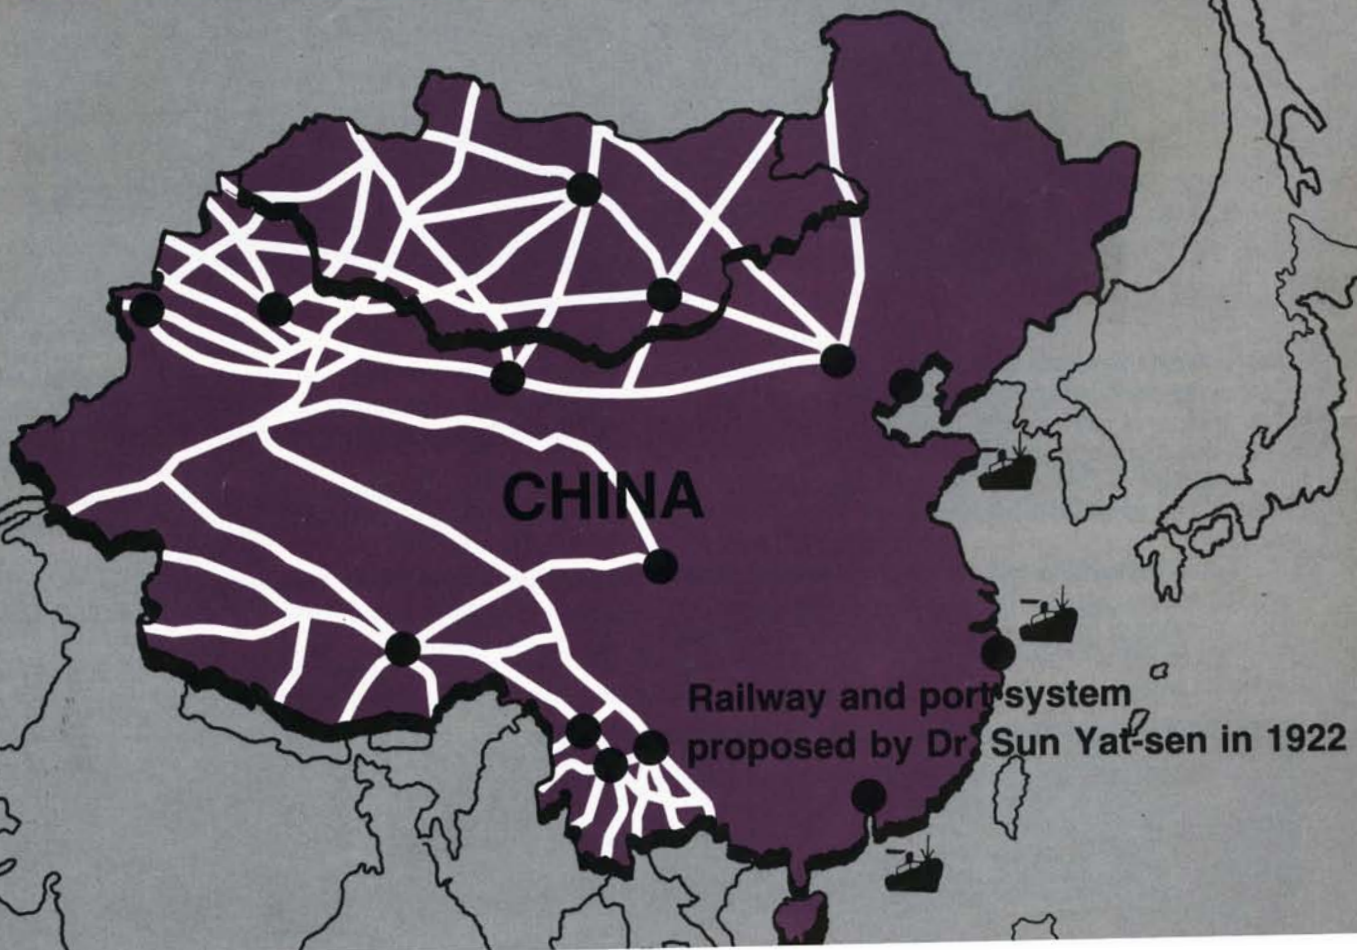 CHINA
Railway and port system
proposed by Dr. Sun Yat-sen in 1922